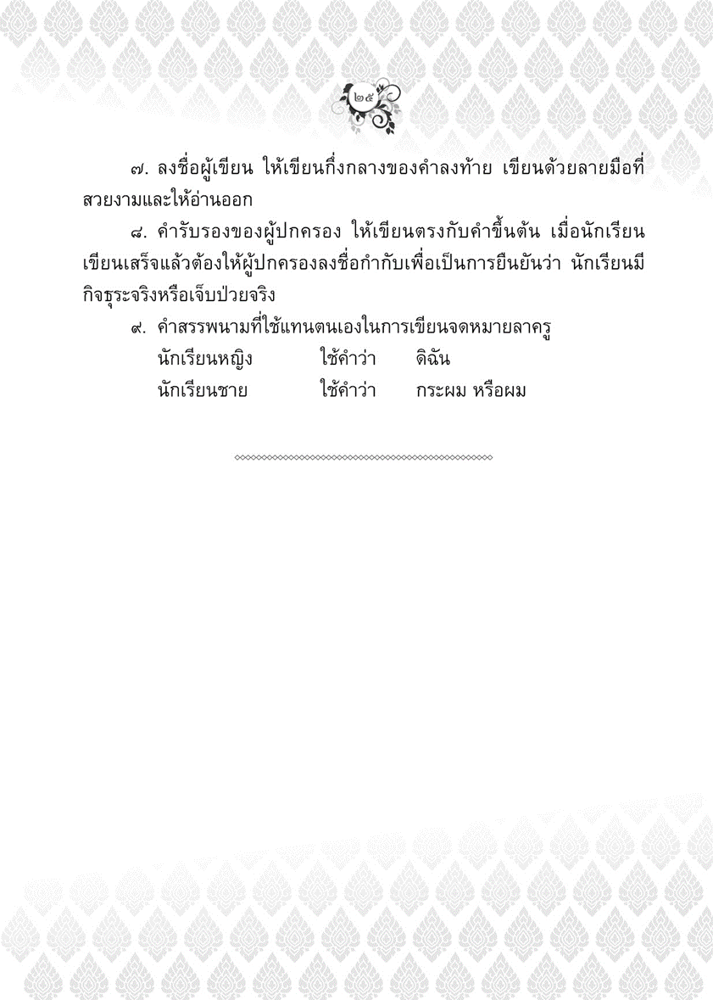 ๒๕
๗. ลงชื่อผู้เขียน ให้เขียนกึ่งกลางของคำลงท้าย เขียนด้วยลายมือที่
สวยงามและให้อ่านออก
๘. คำรับรองของผู้ปกครอง ให้เขียนตรงกับคำขึ้นต้น เมื่อนักเรียน
เขียนเสร็จแล้วต้องให้ผู้ปกครองลงชื่อกำกับเพื่อเป็นการยืนยันว่า นักเรียนมี
กิจธุระจริงหรือเจ็บป่วยจริง
๙. คำสรรพนามที่ใช้แทนตนเองในการเขียนจดหมายลาครู
นักเรียนหญิง ใช้คำว่า ดิฉัน
นักเรียนชาย ใช้คำว่า กระผม หรือผม